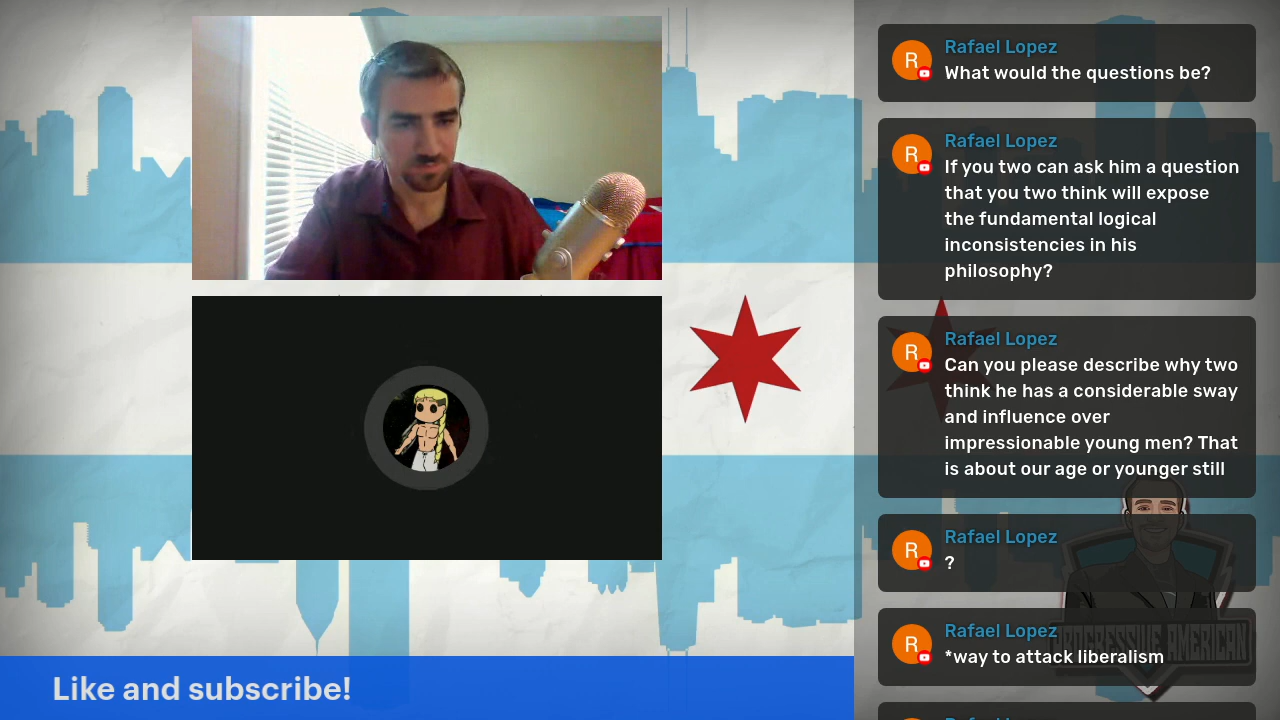 Rafael Lopez
What would the questions be?
Rafael Lopez
If you two can ask him a question
that you two think will expose
the fundamental logical
inconsistencies in his
philosophy?
Rafael Lopez
Can you please describe why two
think he has a considerable sway
and influence over
impressionable young men? That
is about our age or younger still
Rafael Lopez
?
Rafael Lopez
*way to attack liberalism
PROGRESSIVE AMERICAN
Like and subscribe!